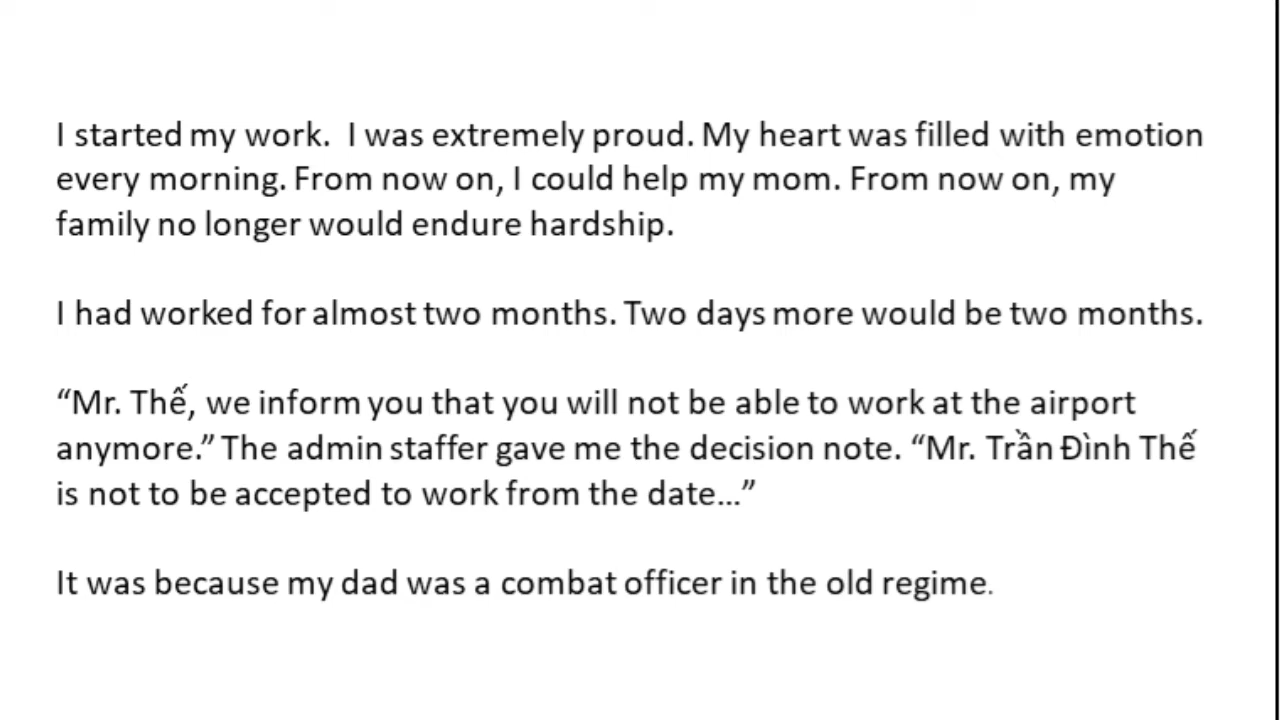 I started my work.  I was extremely proud. My heart was filled with emotion
every morning. From now on, I could help my mom. From now on, my
family no longer would endure hardship.
I had worked for almost two months. Two days more would be two months.
“Mr. Thế, we inform you that you will not be able to work at the airport
anymore.” The admin staffer gave me the decision note. “Mr. Trần Đình Thế
is not to be accepted to work from the date…”
It was because my dad was a combat officer in the old regime.